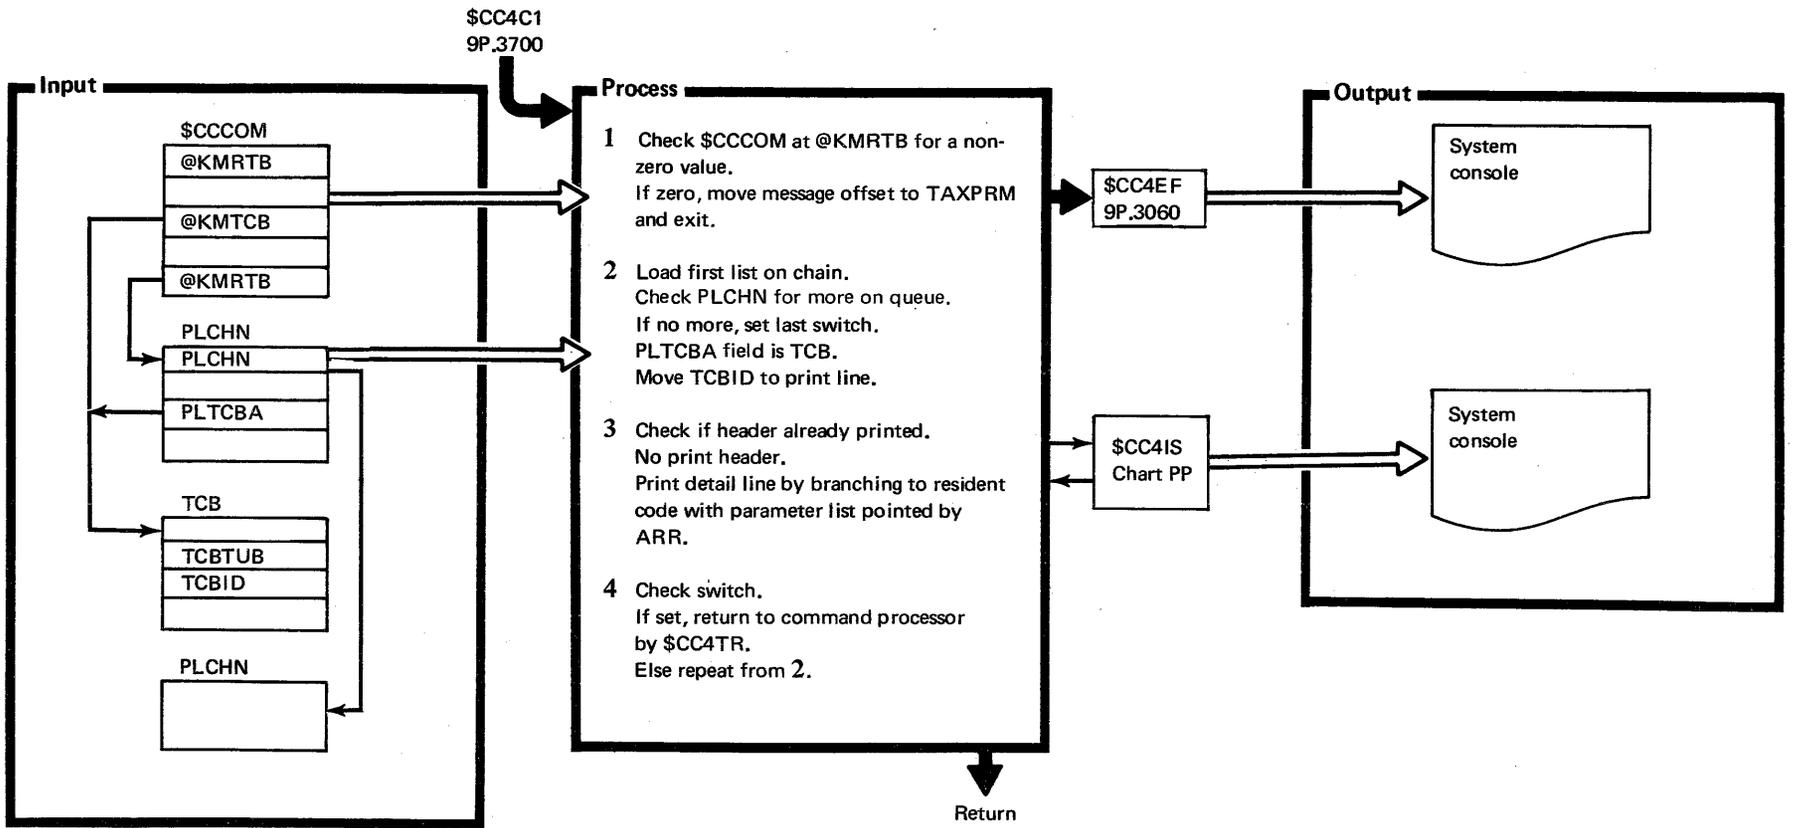 $CC4C1
9P.3700
Input
$CCCOM
@KMRTB
@KMTCB
@KMRTB
PLCHN
PLCHN
PLTCBA
TCB
TCBTUB
TCBID
PLCHN
Process
1 Check $CCCOM at @KMRTB for a non-
zero value.
If zero, move message offset to TAXPRM
and exit.
2 Load first list on chain.
Check PLCHN for more on queue.
If no more, set last switch.
PLTCBA field is TCB.
Move TCBID to print line.
3 Check if header already printed.
No print header.
Print detail line by branching to resident
code with parameter list pointed by
ARR.
4 Check switch.
If set, return to command processor
by $CC4TR.
Else repeat from 2.
Return
$CC4EF
9P.3060
$CC4IS
Chart PP
Output
System
console
System
console